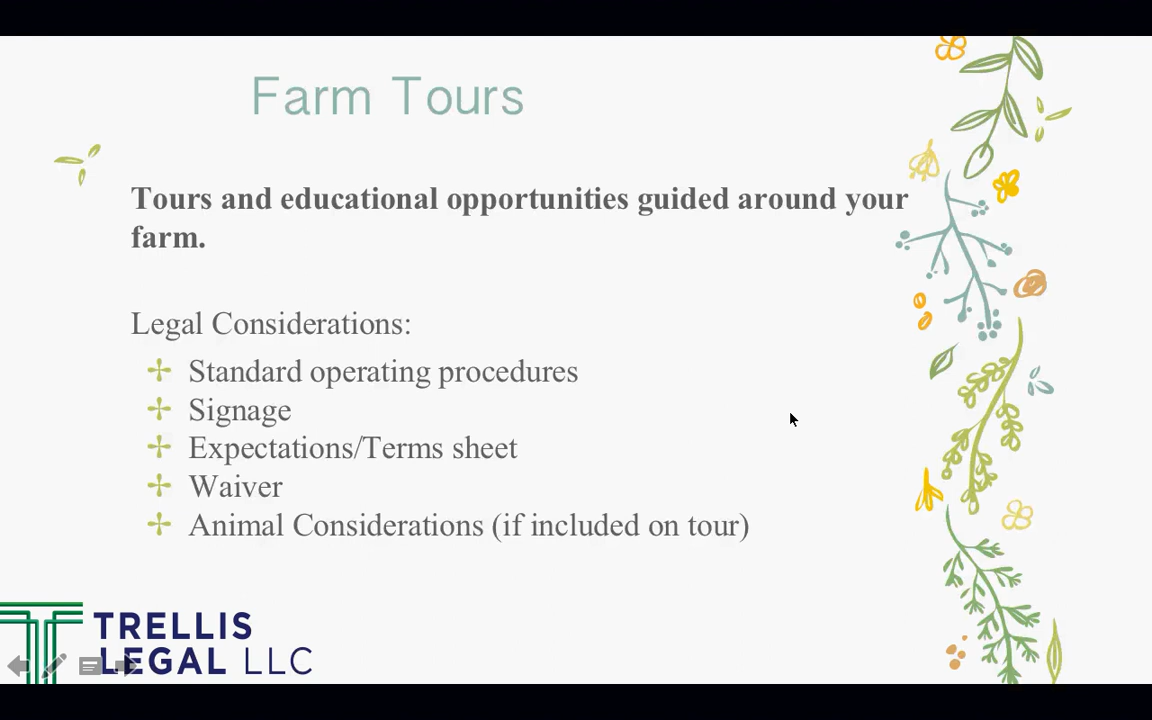 Farm Tours
Tours and educational opportunities guided around your
farm.
Legal Considerations:
Standard operating procedures
Signage
Expectations/Terms sheet
Waiver
Animal Considerations (if included on tour)
TRELLIS
LEGAL LLC